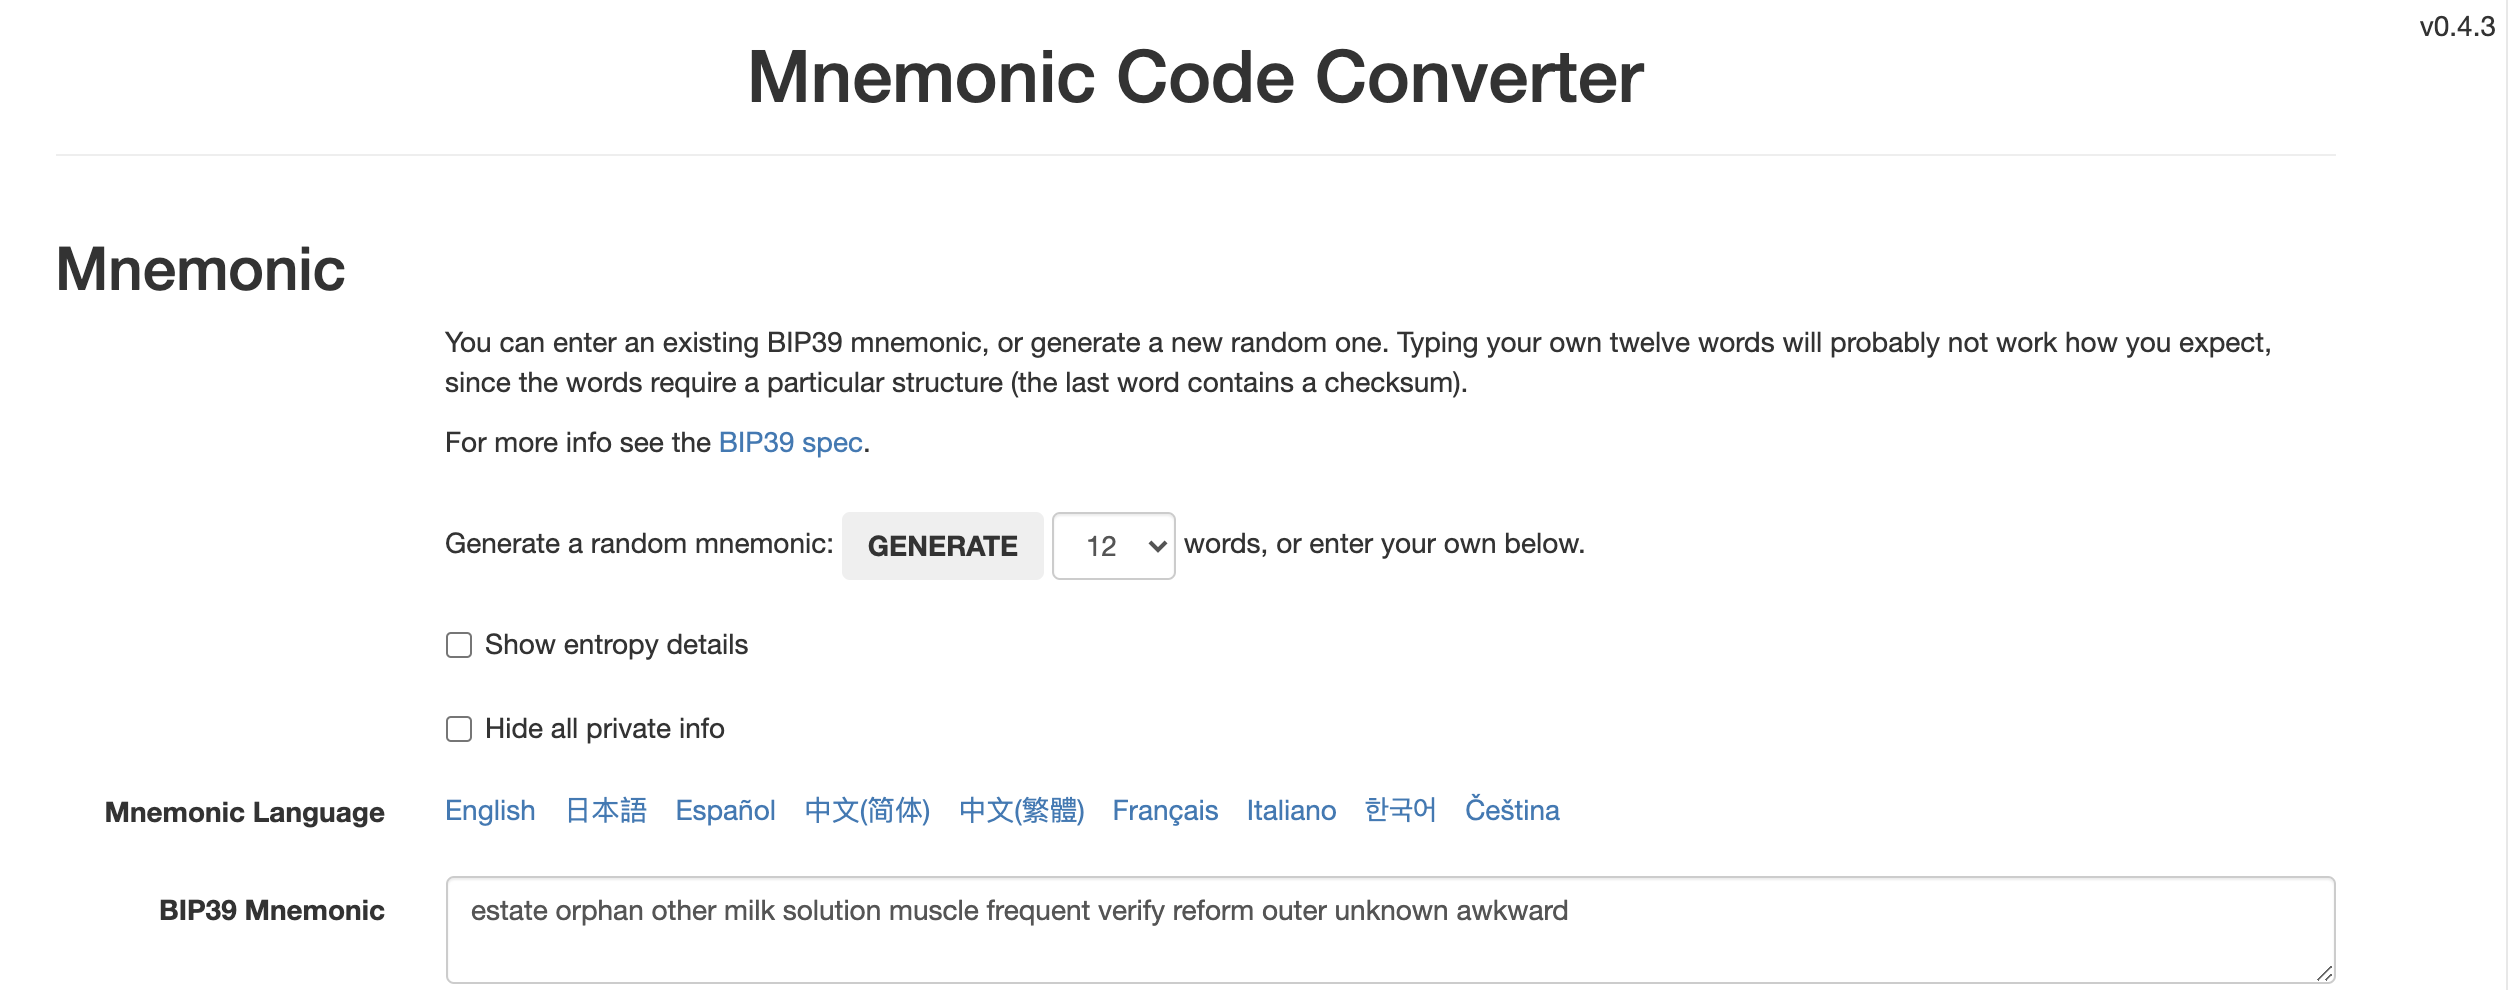 v0.4.3
Mnemonic Code Converter
Mnemonic
You can enter an existing BIP39 mnemonic, or generate a new random one. Typing your own twelve words will probably not work how you expect,
since the words require a particular structure (the last word contains a checksum).
For more info see the BIP39 spec.
Generate a random mnemonic: GENERATE 12 words, or enter your own below.
Show entropy details
Hide all private info
Mnemonic Language English 日本語 Español 中文(简体) 中文(繁體) Français Italiano 한국어 Čeština
BIP39 Mnemonic estate orphan other milk solution muscle frequent verify reform outer unknown awkward